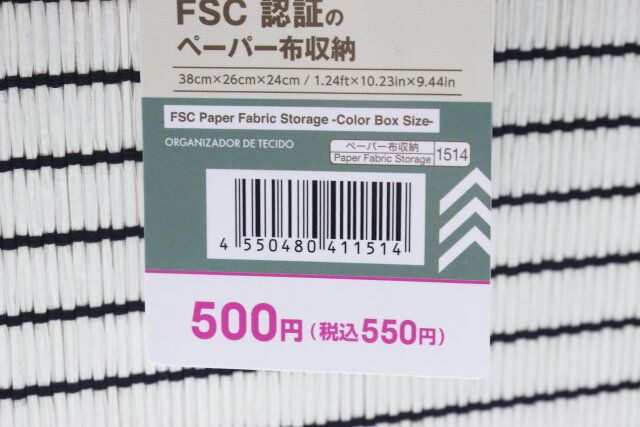 FSC 認証の
ペーパー布収納
38cm×26cm×24cm / 1.24ft×10.23in×9.44in
FSC Paper Fabric Storage -Color Box Size-
ORGANIZADOR DE TECIDO
ペーパー布収納
Paper Fabric Storage
1514
4 550480 411514
500円(税込550円)